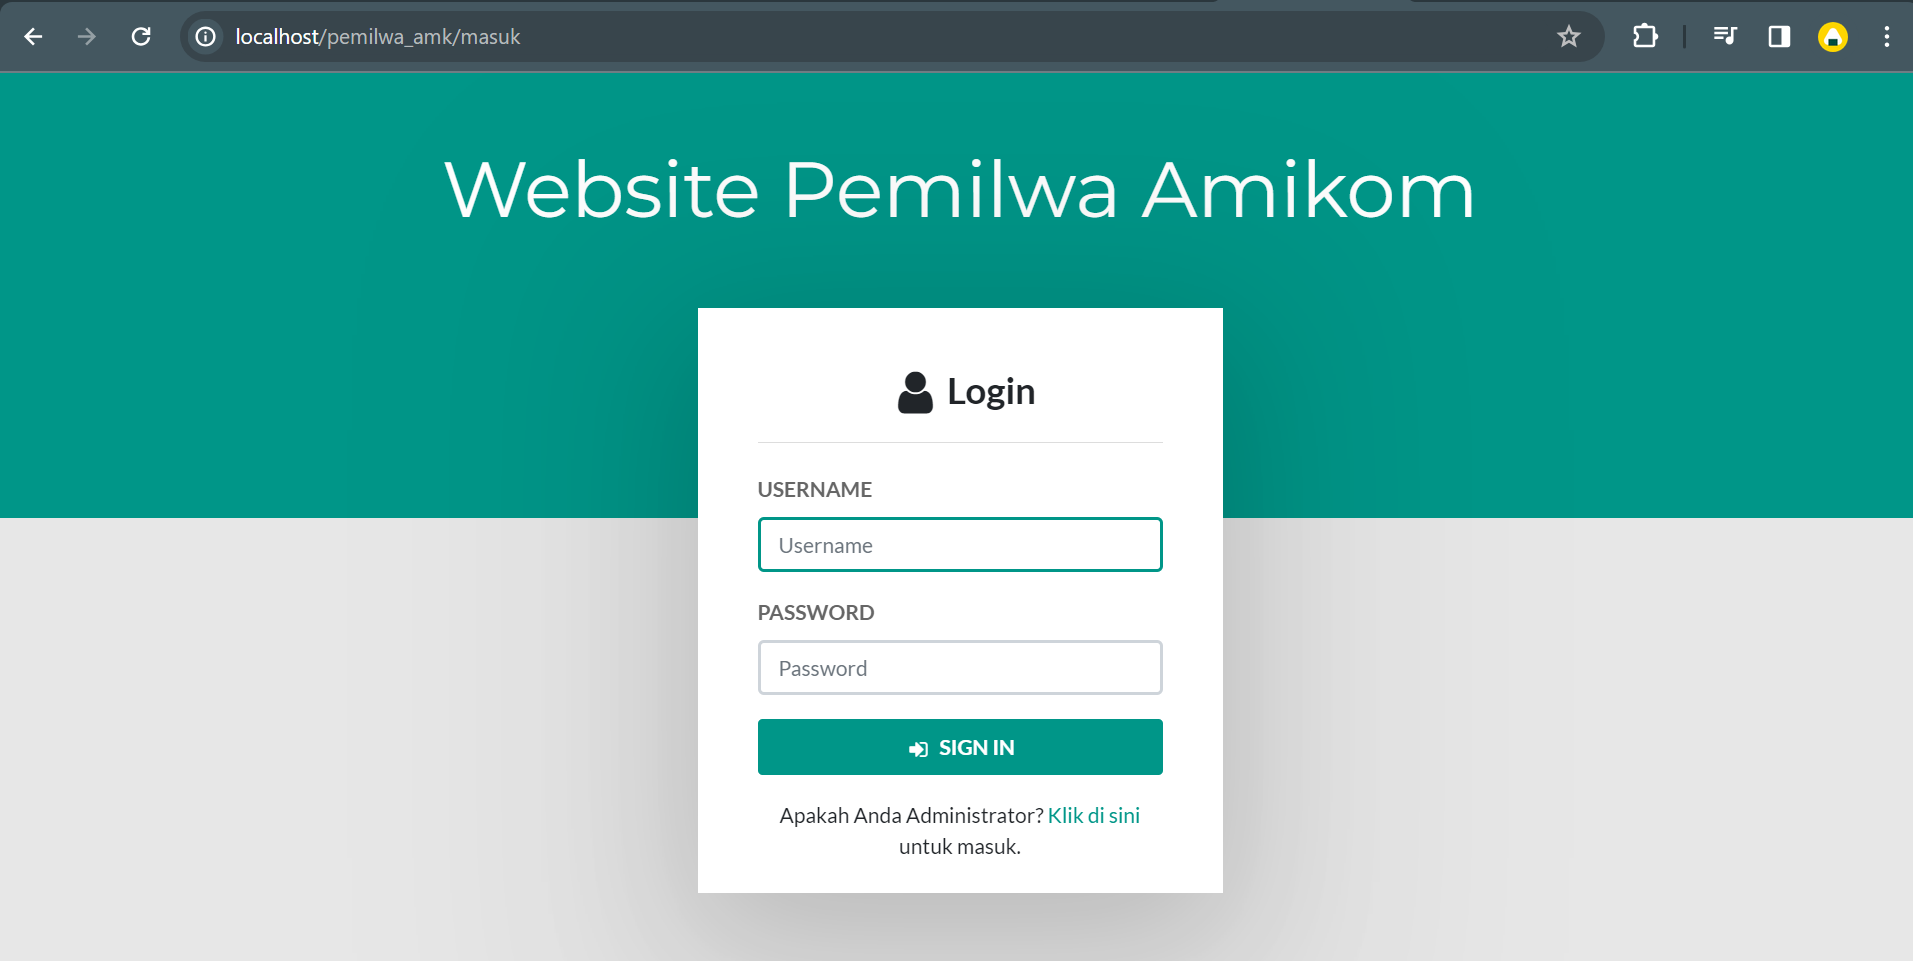 localhost/pemilwa_amk/masuk
Website Pemilwa Amikom
Login
USERNAME
Username
PASSWORD
Password
SIGN IN
Apakah Anda Administrator? Klik di sini
untuk masuk.